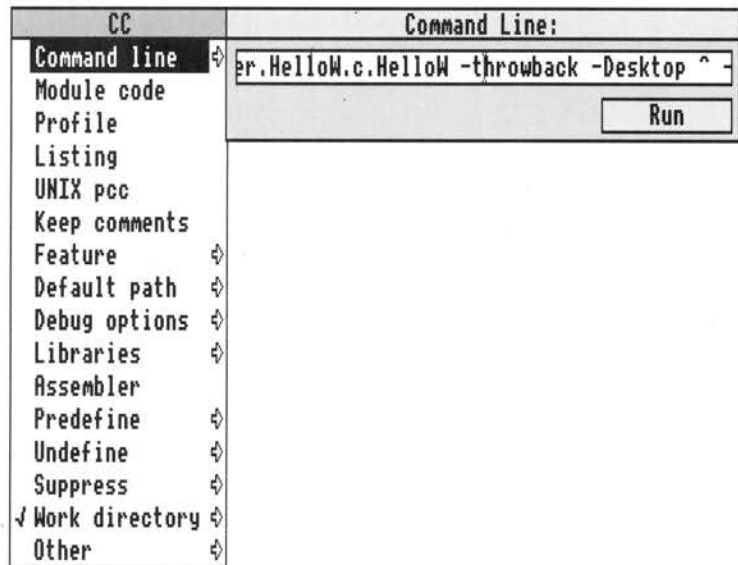 CC
Command line
Module code
Profile
Listing
UNIX pcc
Keep comments
Feature
Default path
Debug options
Libraries
Assembler
Predefine
Undefine
Suppress
√ Work directory
Other
Command Line:
er.HelloW.c.HelloW -throwback -Desktop ^ -
Run